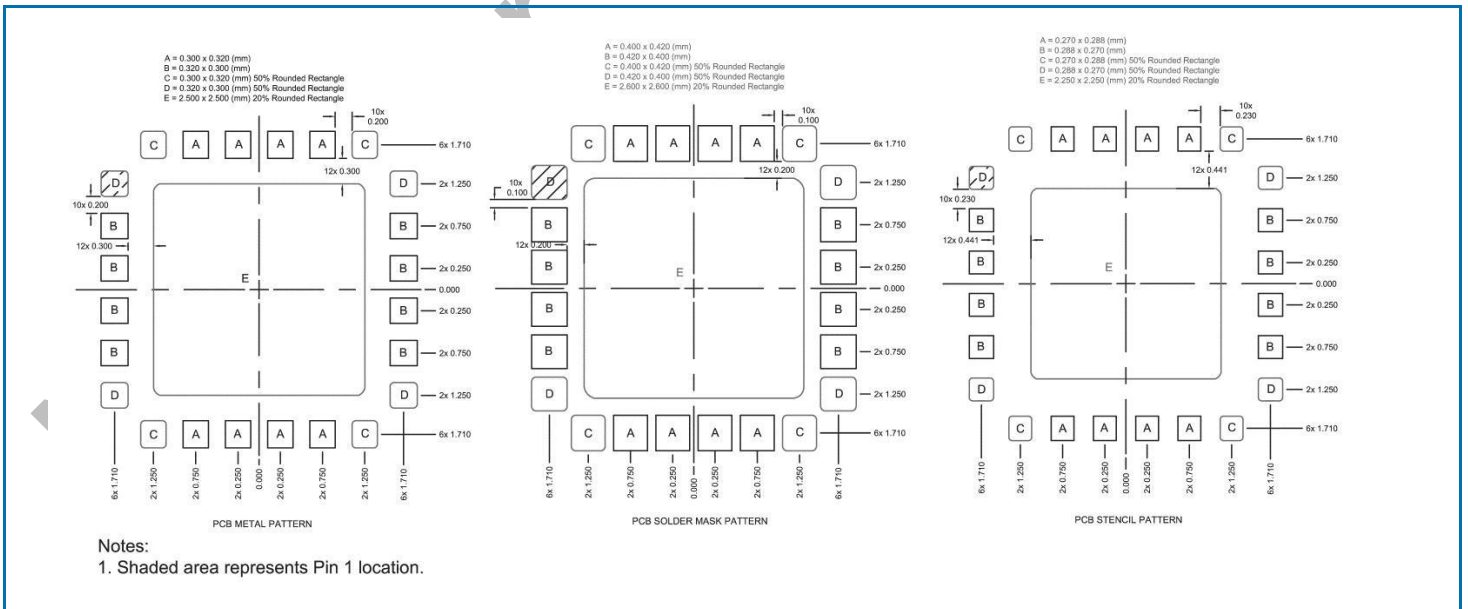 A = 0.300 x 0.320 (mm)
B = 0.320 x 0.300 (mm)
C = 0.300 x 0.320 (mm) 50% Rounded Rectangle
D = 0.320 x 0.300 (mm) 50% Rounded Rectangle
E = 2.500 x 2.500 (mm) 20% Rounded Rectangle
10x
0.200
C A A A A C 6x 1.710
12x 0.300
D D 2x 1.250
10x 0.200
B B 2x 0.750
12x 0.300
B B 2x 0.250
E
0.000
B B 2x 0.250
B B 2x 0.750
D D 2x 1.250
C A A A A C 6x 1.710
6x 1.710
2x 1.250
2x 0.750
2x 0.250
0.000
2x 0.250
2x 0.750
2x 1.250
6x 1.710
PCB METAL PATTERN
A = 0.400 x 0.420 (mm)
B = 0.420 x 0.400 (mm)
C = 0.400 x 0.420 (mm) 50% Rounded Rectangle
D = 0.420 x 0.400 (mm) 50% Rounded Rectangle
E = 2.600 x 2.600 (mm) 20% Rounded Rectangle
10x
0.100
C A A A A C 6x 1.710
12x 0.200
D D 2x 1.250
10x
0.100
B B 2x 0.750
12x 0.200
B B 2x 0.250
E
0.000
B B 2x 0.250
B B 2x 0.750
D D 2x 1.250
C A A A A C 6x 1.710
6x 1.710
2x 1.250
2x 0.750
2x 0.250
0.000
2x 0.250
2x 0.750
2x 1.250
6x 1.710
PCB SOLDER MASK PATTERN
A = 0.270 x 0.288 (mm)
B = 0.288 x 0.270 (mm)
C = 0.270 x 0.288 (mm) 50% Rounded Rectangle
D = 0.288 x 0.270 (mm) 50% Rounded Rectangle
E = 2.250 x 2.250 (mm) 20% Rounded Rectangle
10x
0.230
C A A A A C 6x 1.710
12x 0.441
D D 2x 1.250
10x 0.230
B B 2x 0.750
12x 0.441
B B 2x 0.250
E
0.000
B B 2x 0.250
B B 2x 0.750
D D 2x 1.250
C A A A A C 6x 1.710
6x 1.710
2x 1.250
2x 0.750
2x 0.250
0.000
2x 0.250
2x 0.750
2x 1.250
6x 1.710
PCB STENCIL PATTERN
Notes:
1. Shaded area represents Pin 1 location.